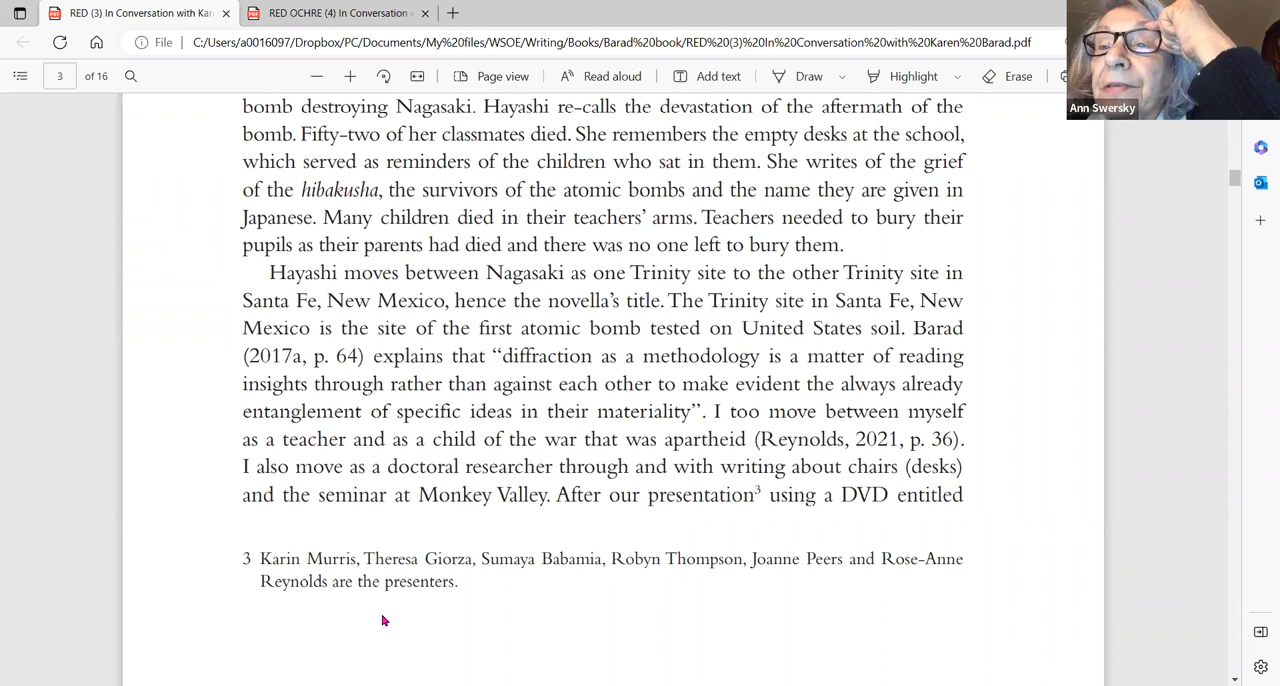 RED (3) In Conversation with Kar
RED OCHRE (4) In Conversation
File
C:/Users/a0016097/Dropbox/PC/Documents/My%20files/WSOE/Writing/Books/Barad%20book/RED%20(3)%20In%20Conversation%20with%20Karen%20Barad.pdf
3 of 16
Page view
Read aloud
Add text
Draw
Highlight
Erase
Ann Swersky
bomb destroying Nagasaki. Hayashi re-calls the devastation of the aftermath of the
bomb. Fifty-two of her classmates died. She remembers the empty desks at the school,
which served as reminders of the children who sat in them. She writes of the grief
of the hibakusha, the survivors of the atomic bombs and the name they are given in
Japanese. Many children died in their teachers’ arms. Teachers needed to bury their
pupils as their parents had died and there was no one left to bury them.
Hayashi moves between Nagasaki as one Trinity site to the other Trinity site in
Santa Fe, New Mexico, hence the novella’s title. The Trinity site in Santa Fe, New
Mexico is the site of the first atomic bomb tested on United States soil. Barad
(2017a, p. 64) explains that “diffraction as a methodology is a matter of reading
insights through rather than against each other to make evident the always already
entanglement of specific ideas in their materiality”. I too move between myself
as a teacher and as a child of the war that was apartheid (Reynolds, 2021, p. 36).
I also move as a doctoral researcher through and with writing about chairs (desks)
and the seminar at Monkey Valley. After our presentation3 using a DVD entitled
3 Karin Murris, Theresa Giorza, Sumaya Babamia, Robyn Thompson, Joanne Peers and Rose-Anne
Reynolds are the presenters.